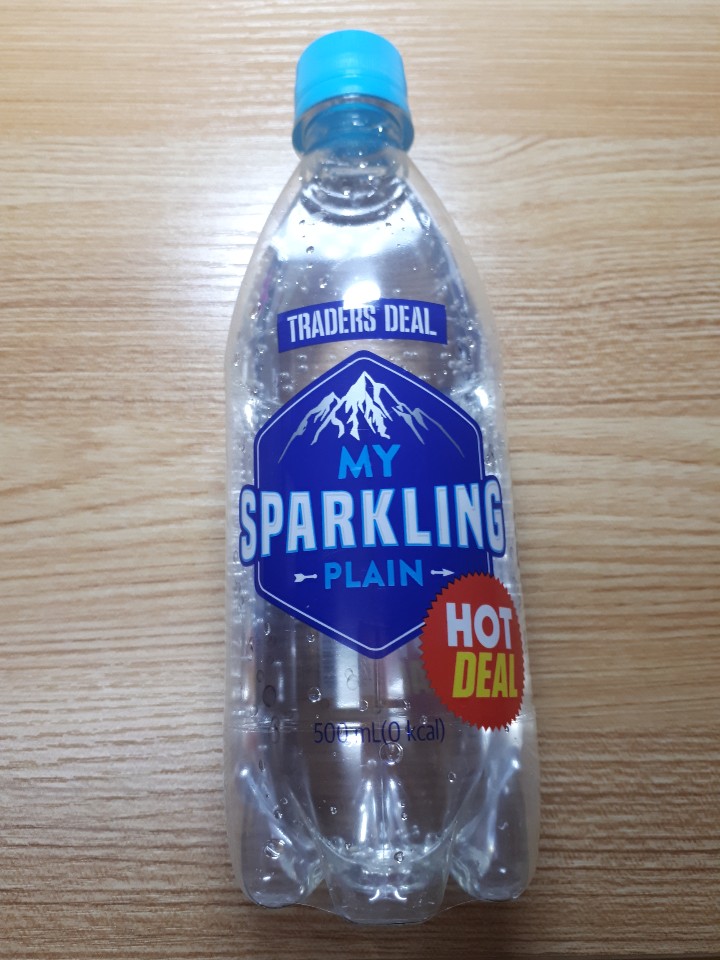 TRADERS DEAL
MY
SPARKLING
PLAIN
HOT
DEAL
500 mL(0 kcal)